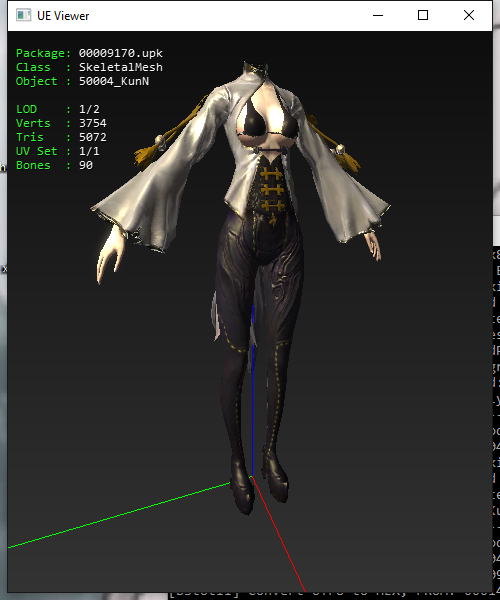 UE Viewer
Package: 00009170.upk
Class : SkeletalMesh
Object : 50004_KunN
LOD : 1/2
Verts : 3754
Tris : 5072
UV Set : 1/1
Bones : 90